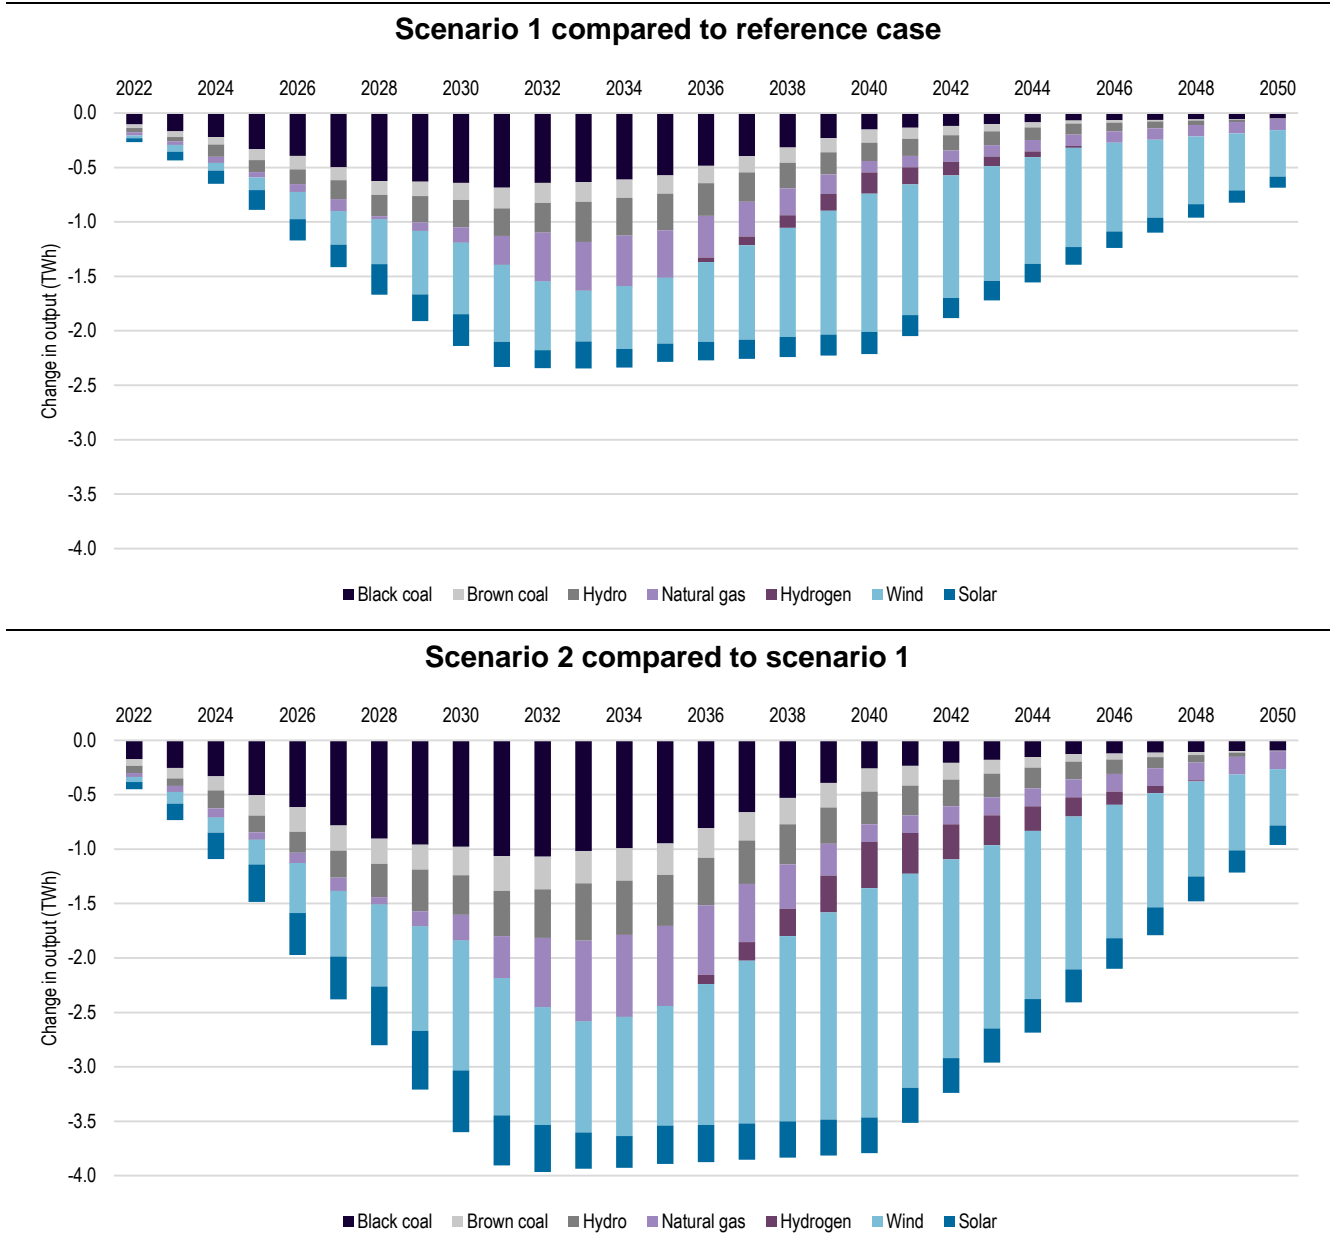 Scenario 1 compared to reference case
2022 2024 2026 2028 2030 2032 2034 2036 2038 2040 2042 2044 2046 2048 2050
0.0
-0.5
-1.0
-1.5
-2.0
-2.5
-3.0
-3.5
-4.0
Change in output (TWh)
Black coal Brown coal Hydro Natural gas Hydrogen Wind Solar
Scenario 2 compared to scenario 1
2022 2024 2026 2028 2030 2032 2034 2036 2038 2040 2042 2044 2046 2048 2050
0.0
-0.5
-1.0
-1.5
-2.0
-2.5
-3.0
-3.5
-4.0
Change in output (TWh)
Black coal Brown coal Hydro Natural gas Hydrogen Wind Solar